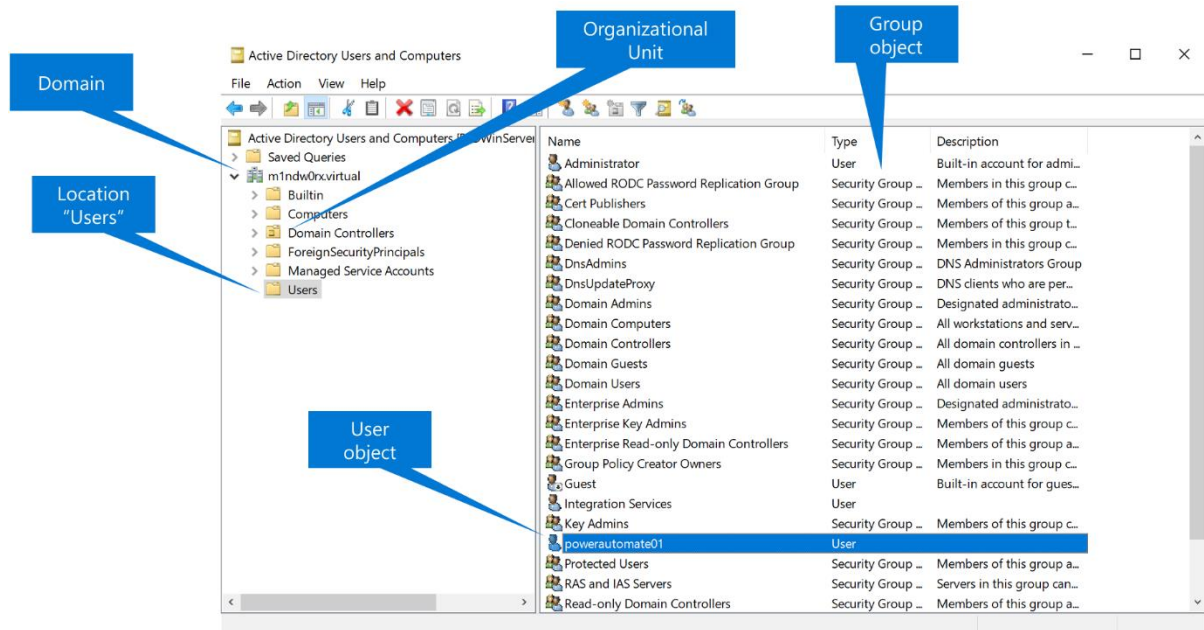 Organizational
Unit
Group
object
Domain
Location
"Users"
User
object
Active Directory Users and Computers
File Action View Help
Active Directory Users and Computers
Saved Queries
m1ndw0rx.virtual
Builtin
Computers
Domain Controllers
ForeignSecurityPrincipals
Managed Service Accounts
Users
Name Type Description
Administrator User Built-in account for admi...
Allowed RODC Password Replication Group Security Group ... Members in this group c...
Cert Publishers Security Group ... Members of this group a...
Cloneable Domain Controllers Security Group ... Members of this group t...
Denied RODC Password Replication Group Security Group ... Members in this group c...
DnsAdmins Security Group ... DNS Administrators Group
DnsUpdateProxy Security Group ... DNS clients who are per...
Domain Admins Security Group ... Designated administrato...
Domain Computers Security Group ... All workstations and serv...
Domain Controllers Security Group ... All domain controllers in ...
Domain Guests Security Group ... All domain guests
Domain Users Security Group ... All domain users
Enterprise Admins Security Group ... Designated administrato...
Enterprise Key Admins Security Group ... Members of this group c...
Enterprise Read-only Domain Controllers Security Group ... Members of this group a...
Group Policy Creator Owners Security Group ... Members in this group c...
Guest User Built-in account for gues...
Integration Services User
Key Admins Security Group ... Members of this group c...
powerautomate01 User
Protected Users Security Group ... Members of this group a...
RAS and IAS Servers Security Group ... Servers in this group can...
Read-only Domain Controllers Security Group ... Members of this group a...